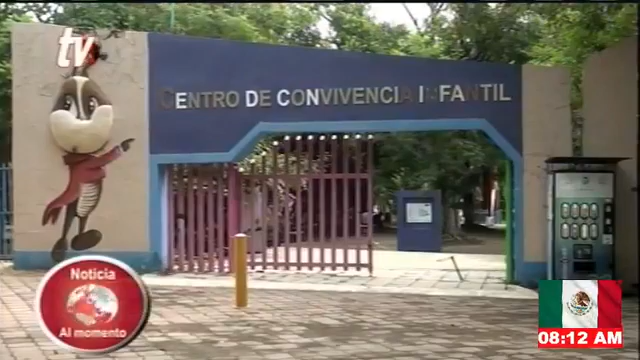 tv
CENTRO DE CONVIVENCIA INFANTIL
Noticia
Al momento
08:12 AM